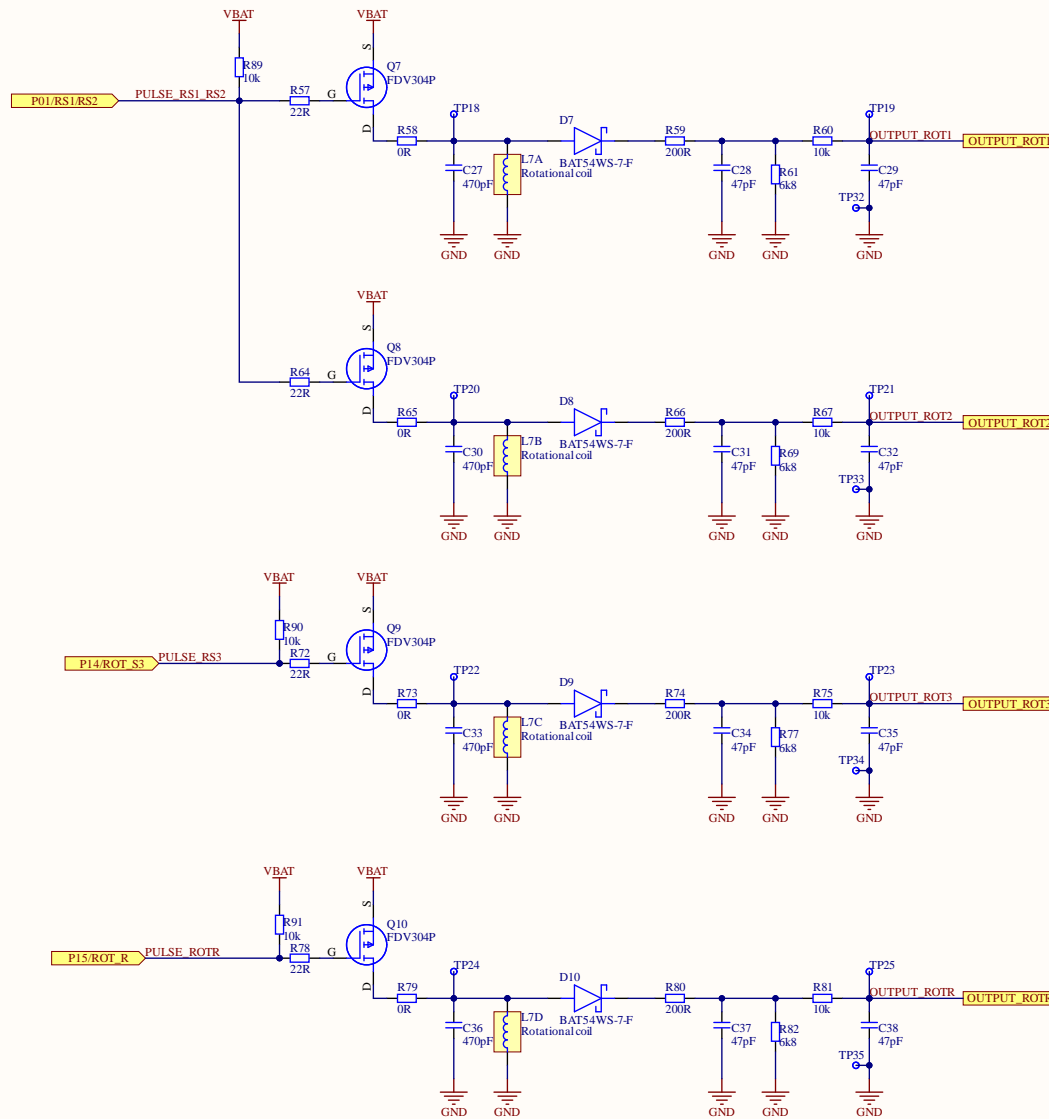 VBAT
VBAT
S
R89
10k
Q7
FDV304P
P01/RS1/RS2
PULSE_RS1_RS2
R57
22R
G
D
R58
0R
TP18
C27
470pF
L7A
Rotational coil
D7
BAT54WS-7-F
R59
200R
C28
47pF
R61
6k8
R60
10k
TP19
OUTPUT_ROT1
OUTPUT_ROT1
C29
47pF
TP32
GND
GND
GND
GND
GND
VBAT
S
Q8
FDV304P
R64
22R
G
D
R65
0R
TP20
C30
470pF
L7B
Rotational coil
D8
BAT54WS-7-F
R66
200R
C31
47pF
R69
6k8
R67
10k
TP21
OUTPUT_ROT2
OUTPUT_ROT2
C32
47pF
TP33
GND
GND
GND
GND
GND
VBAT
VBAT
S
R90
10k
Q9
FDV304P
P14/ROT_S3
PULSE_RS3
R72
22R
G
D
R73
0R
TP22
C33
470pF
L7C
Rotational coil
D9
BAT54WS-7-F
R74
200R
C34
47pF
R77
6k8
R75
10k
TP23
OUTPUT_ROT3
OUTPUT_ROT3
C35
47pF
TP34
GND
GND
GND
GND
GND
VBAT
VBAT
S
R91
10k
Q10
FDV304P
P15/ROT_R
PULSE_ROTR
R78
22R
G
D
R79
0R
TP24
C36
470pF
L7D
Rotational coil
D10
BAT54WS-7-F
R80
200R
C37
47pF
R82
6k8
R81
10k
TP25
OUTPUT_ROTR
OUTPUT_ROTR
C38
47pF
TP35
GND
GND
GND
GND
GND